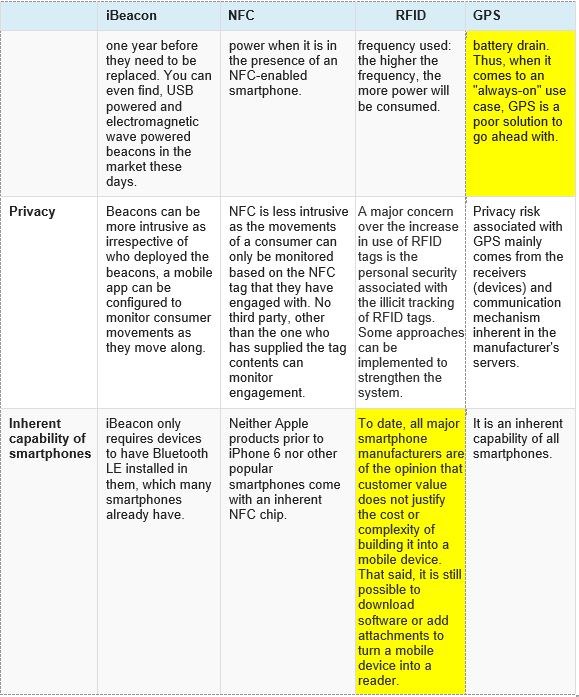 iBeacon NFC RFID GPS
one year before
they need to be
replaced. You can
even find, USB
powered and
electromagnetic
wave powered
beacons in the
market these
days.
power when it is in
the presence of an
NFC-enabled
smartphone.
frequency used:
the higher the
frequency, the
more power will
be consumed.
battery drain.
Thus, when it
comes to an
"always-on" use
case, GPS is a
poor solution to
go ahead with.
Privacy
Beacons can be
more intrusive as
irrespective of
who deployed the
beacons, a mobile
app can be
configured to
monitor consumer
movements as
they move along.
NFC is less intrusive
as the movements
of a consumer can
only be monitored
based on the NFC
tag that they have
engaged with. No
third party, other
than the one who
has supplied the tag
contents can
monitor
engagement.
A major concern
over the increase
in use of RFID
tags is the
personal security
associated with
the illicit tracking
of RFID tags.
Some approaches
can be
implemented to
strengthen the
system.
Privacy risk
associated with
GPS mainly
comes from the
receivers
(devices) and
communication
mechanism
inherent in the
manufacturer's
servers.
Inherent
capability of
smartphones
iBeacon only
requires devices
to have Bluetooth
LE installed in
them, which many
smartphones
already have.
Neither Apple
products prior to
iPhone 6 nor other
popular
smartphones come
with an inherent
NFC chip.
To date, all major
smartphone
manufacturers are
of the opinion that
customer value
does not justify
the cost or
complexity of
building it into a
mobile device.
That said, it is still
possible to
download
software or add
attachments to
turn a mobile
device into a
reader.
It is an inherent
capability of all
smartphones.